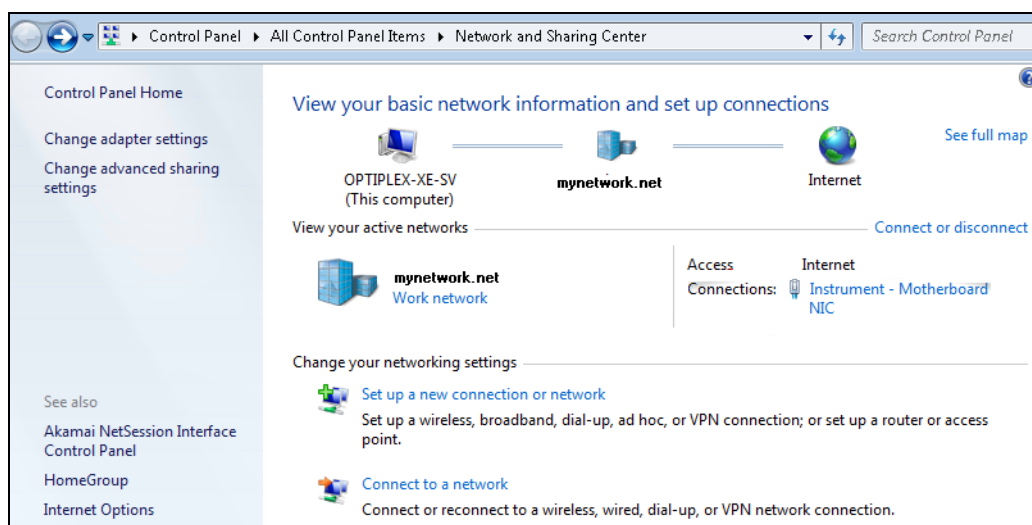 Control Panel ▸ All Control Panel Items ▸ Network and Sharing Center
Search Control Panel
Control Panel Home
Change adapter settings
Change advanced sharing
settings
View your basic network information and set up connections
See full map
OPTIPLEX-XE-SV
(This computer)
mynetwork.net
Internet
View your active networks
Connect or disconnect
mynetwork.net
Work network
Access Internet
Connections: Instrument - Motherboard
NIC
Change your networking settings
Set up a new connection or network
Set up a wireless, broadband, dial-up, ad hoc, or VPN connection; or set up a router or access
point.
Connect to a network
Connect or reconnect to a wireless, wired, dial-up, or VPN network connection.
See also
Akamai NetSession Interface
Control Panel
HomeGroup
Internet Options